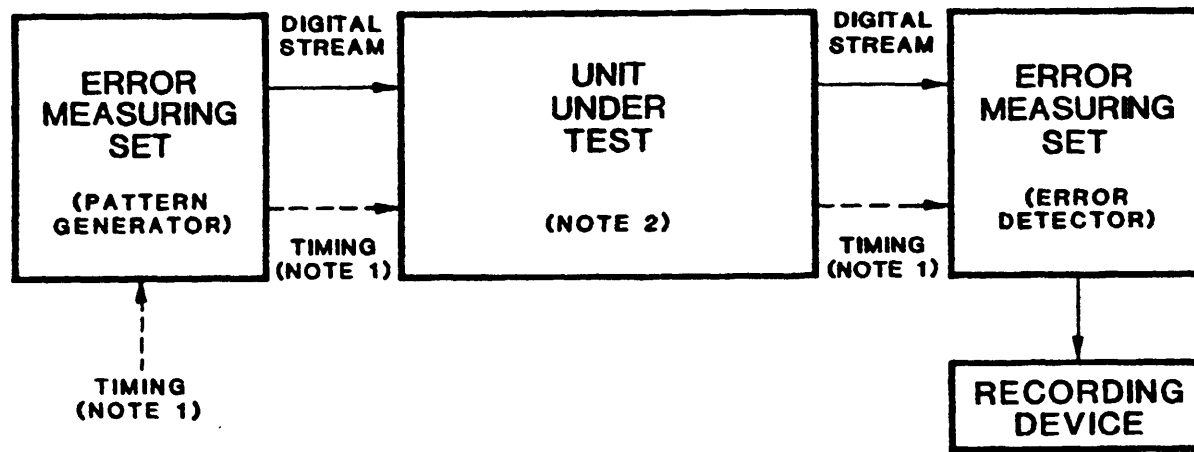 ERROR
MEASURING
SET
(PATTERN
GENERATOR)
TIMING
(NOTE 1)
DIGITAL
STREAM
TIMING
(NOTE 1)
UNIT
UNDER
TEST
(NOTE 2)
DIGITAL
STREAM
TIMING
(NOTE 1)
ERROR
MEASURING
SET
(ERROR
DETECTOR)
RECORDING
DEVICE